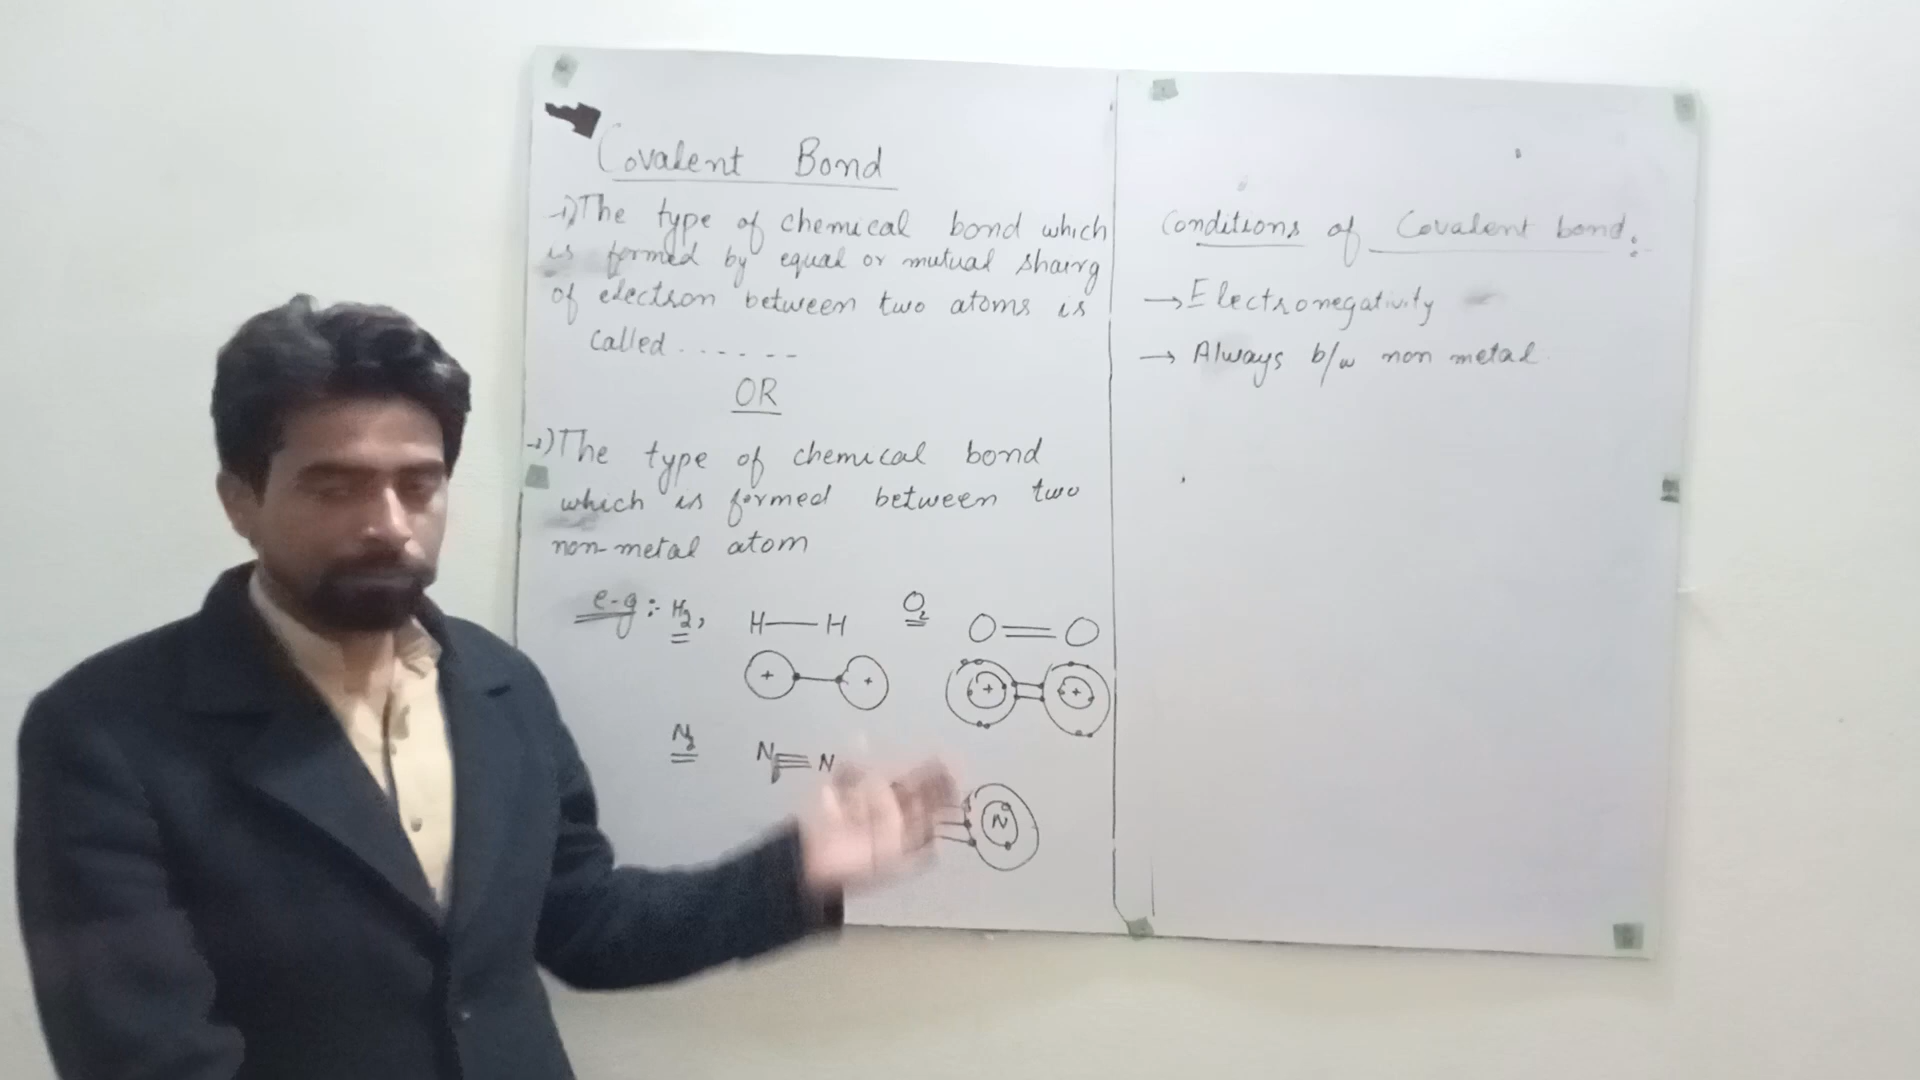 Covalent Bond
→1) The type of chemical bond which
is formed by equal or mutual sharing
of electron between two atoms is
called ......
OR
→2) The type of chemical bond
which is formed between two
non-metal atom
e-g :- H2,
H — H
O2
O = O
+ +
+ +
N2
N ≡ N
N
Conditions of Covalent bond:
→ Electronegativity
→ Always b/w non metal